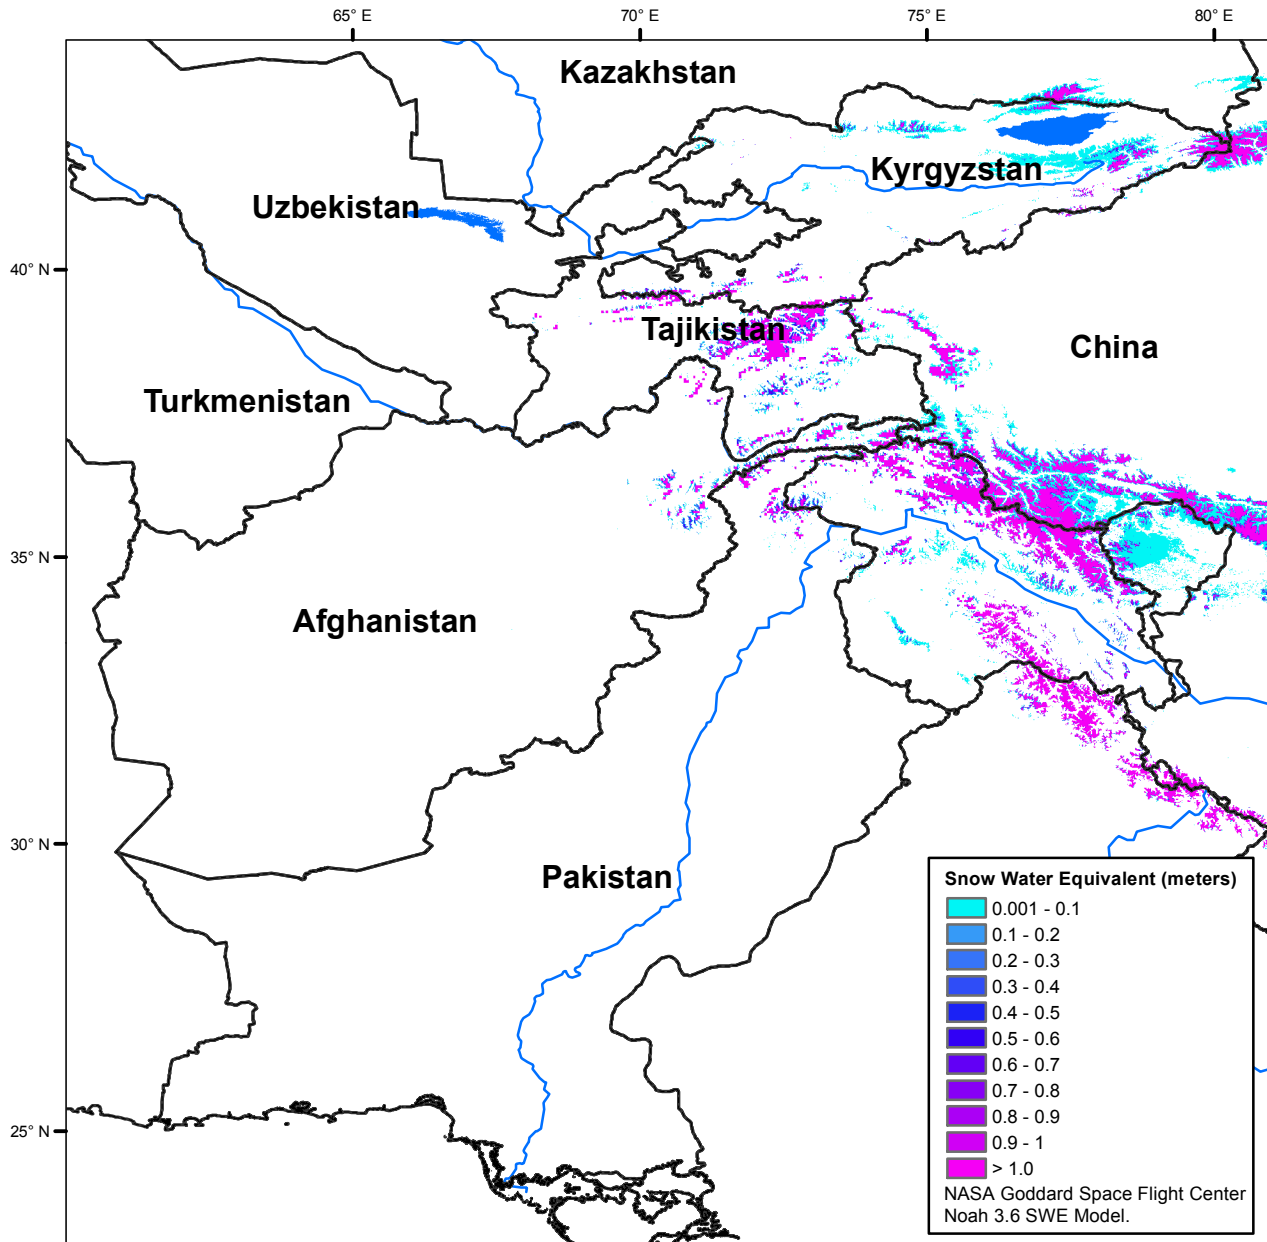 65° E
70° E
75° E
80° E
Kazakhstan
Kyrgyzstan
Uzbekistan
40° N
Tajikistan
China
Turkmenistan
35° N
Afghanistan
30° N
Pakistan
25° N
Snow Water Equivalent (meters)
0.001 - 0.1
0.1 - 0.2
0.2 - 0.3
0.3 - 0.4
0.4 - 0.5
0.5 - 0.6
0.6 - 0.7
0.7 - 0.8
0.8 - 0.9
0.9 - 1
> 1.0
NASA Goddard Space Flight Center
Noah 3.6 SWE Model.